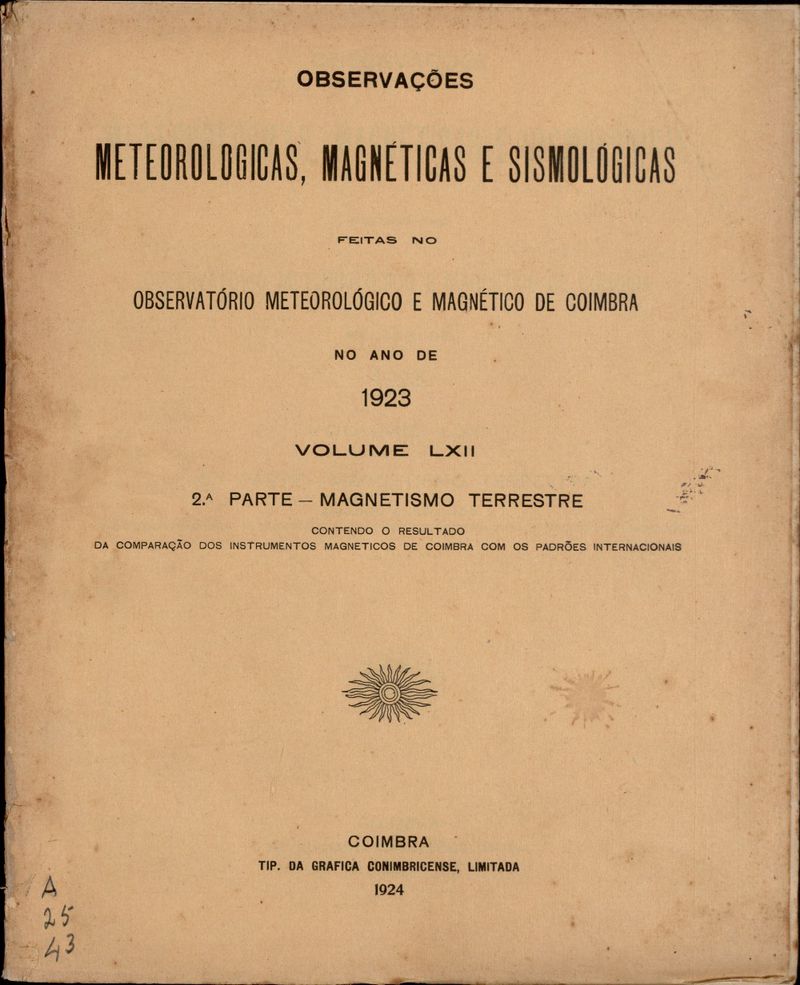 OBSERVAÇÕES
METEOROLOGICAS, MAGNÉTICAS E SISMOLÓGICAS
FEITAS NO
OBSERVATÓRIO METEOROLÓGICO E MAGNÉTICO DE COIMBRA
NO ANO DE
1923
VOLUME LXII
2.ᴬ PARTE – MAGNETISMO TERRESTRE
CONTENDO O RESULTADO
DA COMPARAÇÃO DOS INSTRUMENTOS MAGNETICOS DE COIMBRA COM OS PADRÕES INTERNACIONAIS
COIMBRA
TIP. DA GRAFICA CONIMBRICENSE, LIMITADA
1924
A
25
43